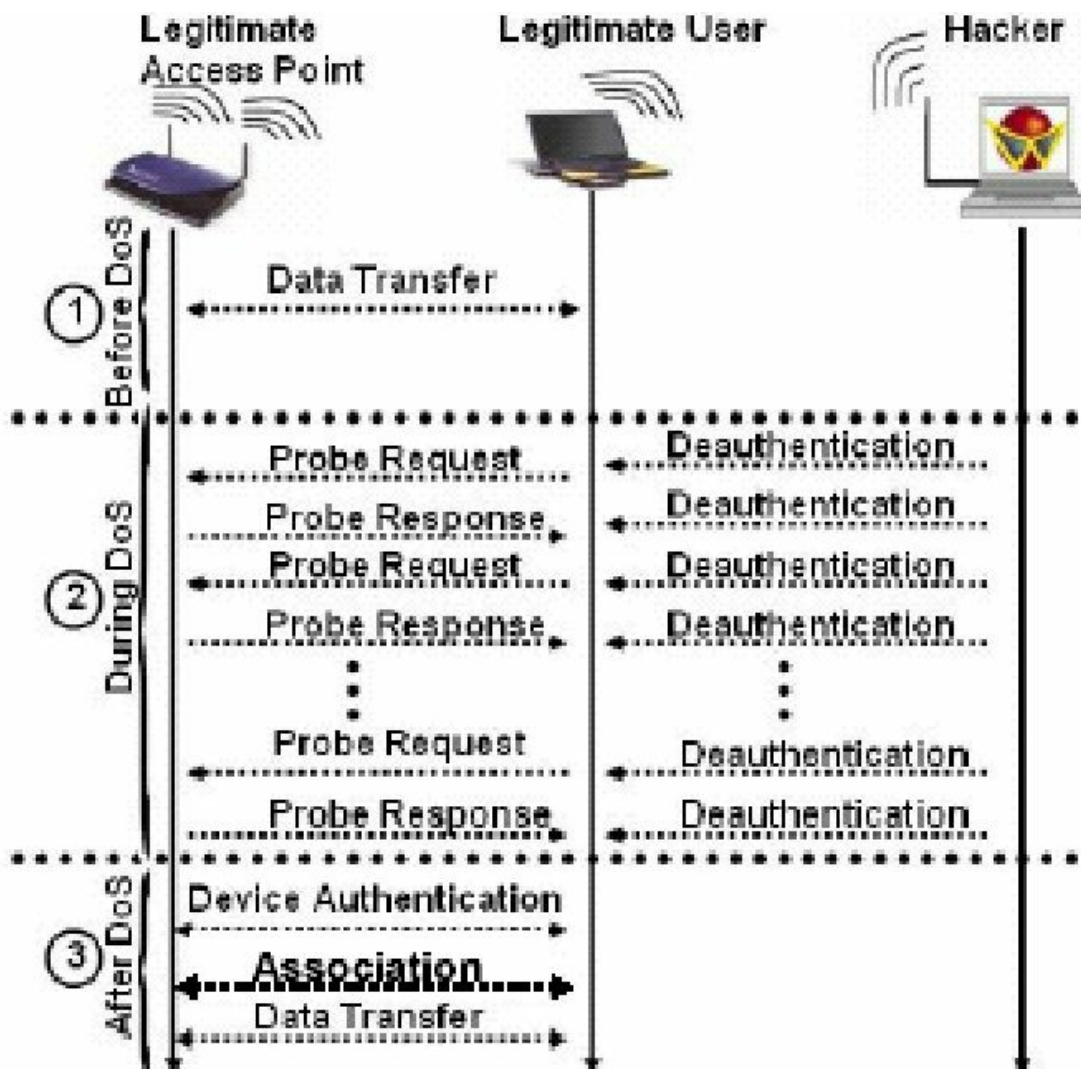 Legitimate
Access Point
Legitimate User
Hacker
1
Before DoS
Data Transfer
2
During DoS
Probe Request
Deauthentication
Probe Response
Deauthentication
Probe Request
Deauthentication
Probe Response
Deauthentication
Probe Request
Deauthentication
Probe Response
Deauthentication
3
After DoS
Device Authentication
Association
Data Transfer